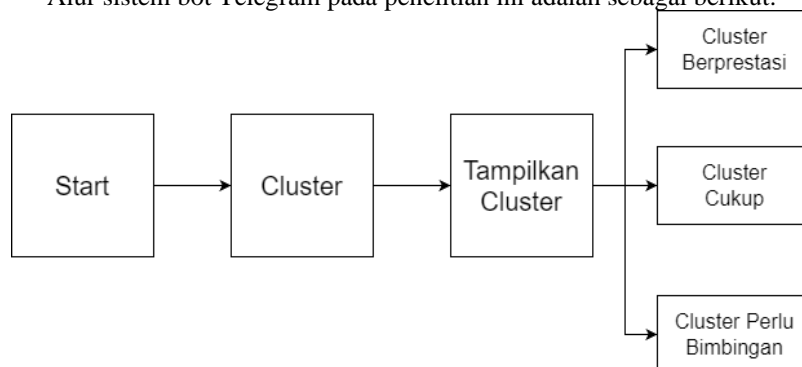 Alur sistem bot Telegram pada penelitian ini adalah sebagai berikut:
Start
Cluster
Tampilkan
Cluster
Cluster
Berprestasi
Cluster
Cukup
Cluster Perlu
Bimbingan